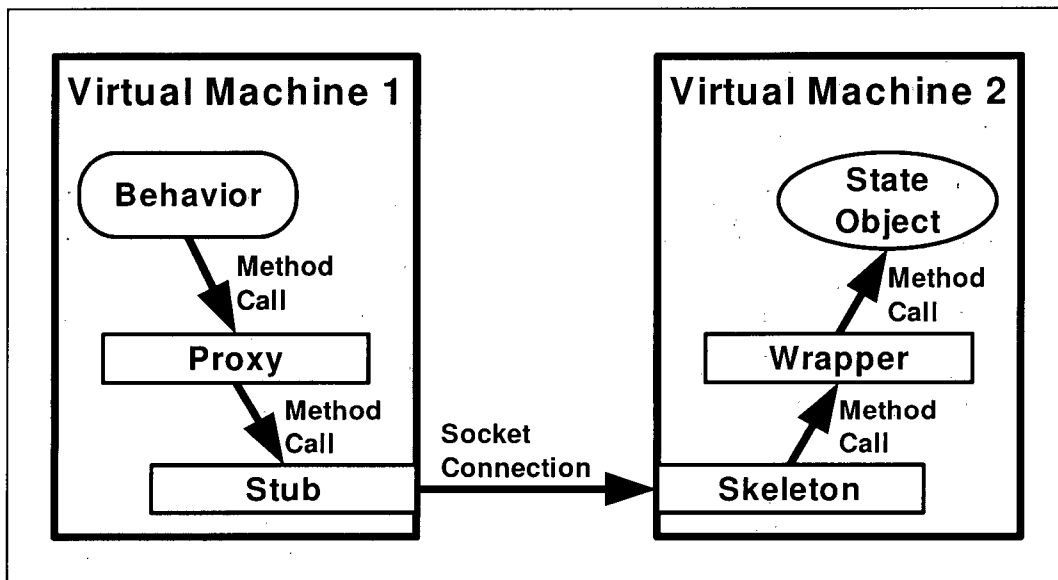 Virtual Machine 1
Behavior
Method
Call
Proxy
Method
Call
Stub
Socket
Connection
Virtual Machine 2
State
Object
Method
Call
Wrapper
Method
Call
Skeleton